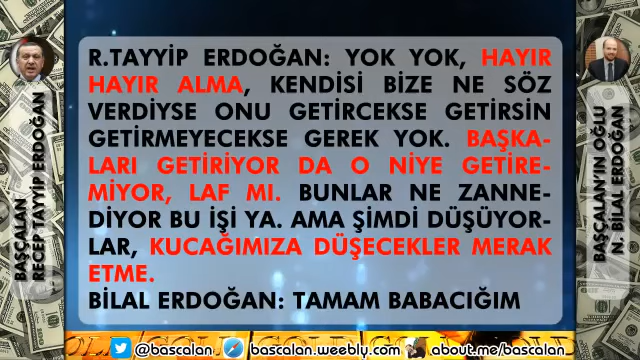 R.TAYYİP ERDOĞAN: YOK YOK, HAYIR
HAYIR ALMA, KENDİSİ BİZE NE SÖZ
VERDİYSE ONU GETİRCEKSE GETİRSİN
GETİRMEYECEKSE GEREK YOK. BAŞKA-
LARI GETİRİYOR DA O NİYE GETİRE-
MİYOR, LAF MI. BUNLAR NE ZANNE-
DİYOR BU İŞİ YA. AMA ŞİMDİ DÜŞÜYOR-
LAR, KUCAĞIMIZA DÜŞECEKLER MERAK
ETME.
BİLAL ERDOĞAN: TAMAM BABACIĞIM
BAŞÇALAN
RECEP TAYYİP ERDOĞAN
BAŞÇALAN'IN OĞLU
N. BİLAL ERDOĞAN
@bascalan bascalan.weebly.com about.me/bascalan